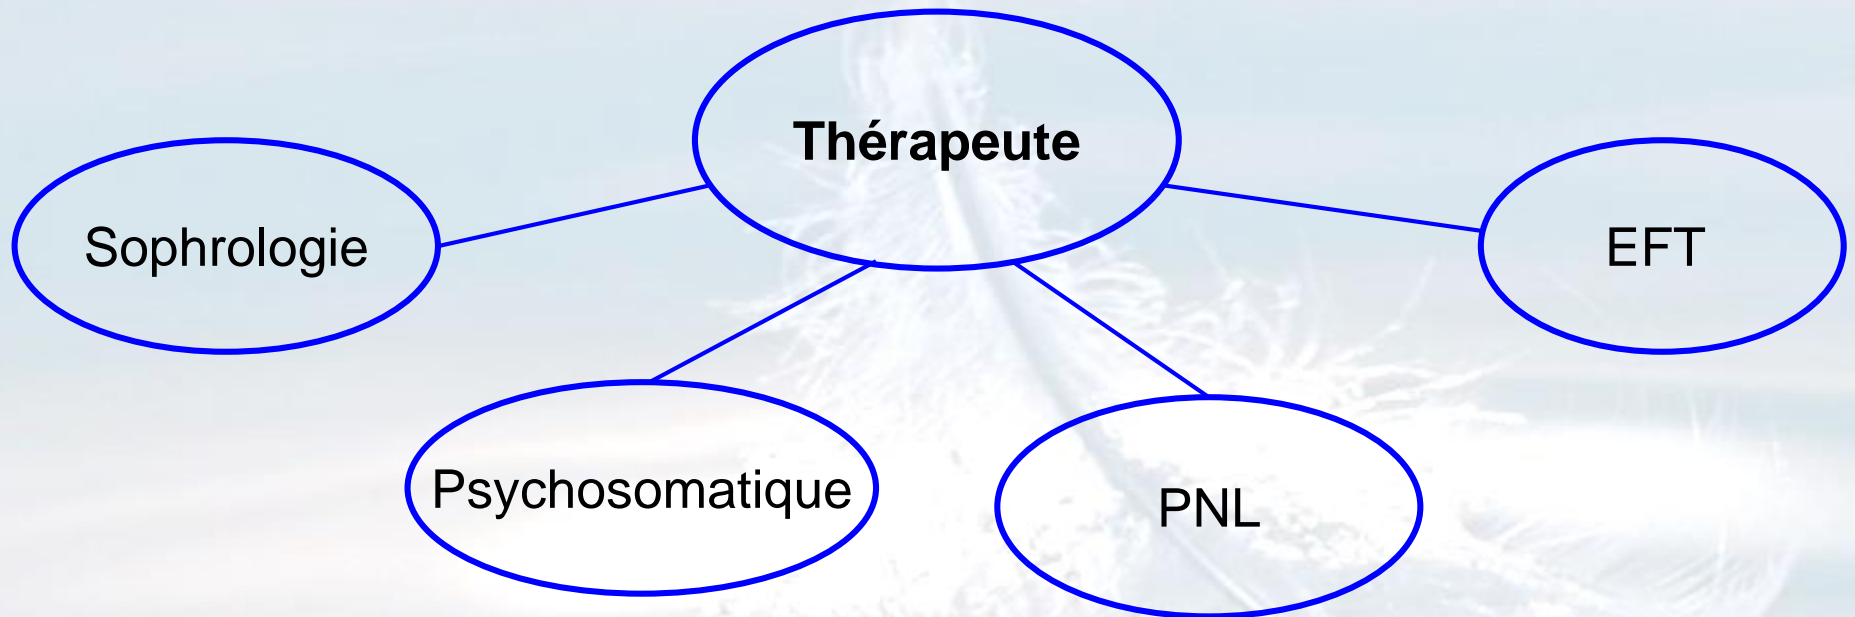 Thérapeute
Sophrologie
EFT
Psychosomatique
PNL